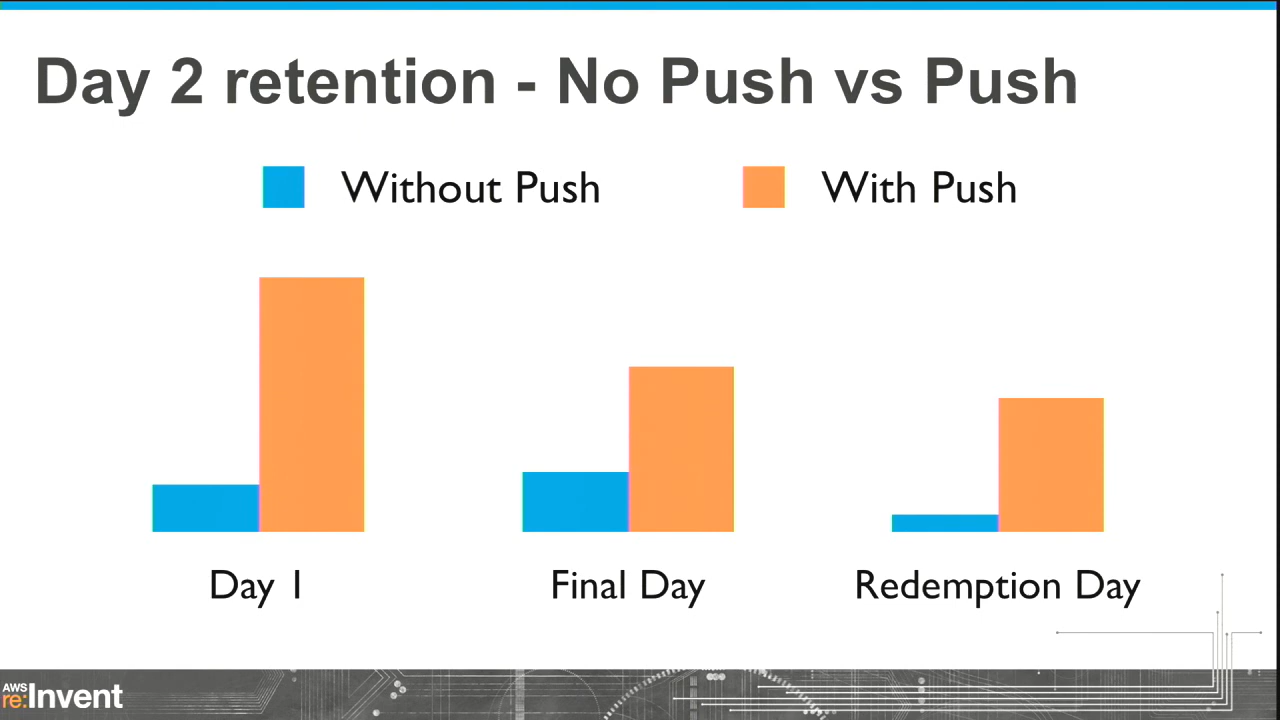 Day 2 retention - No Push vs Push
Without Push
With Push
Day 1
Final Day
Redemption Day
AWS
re:Invent